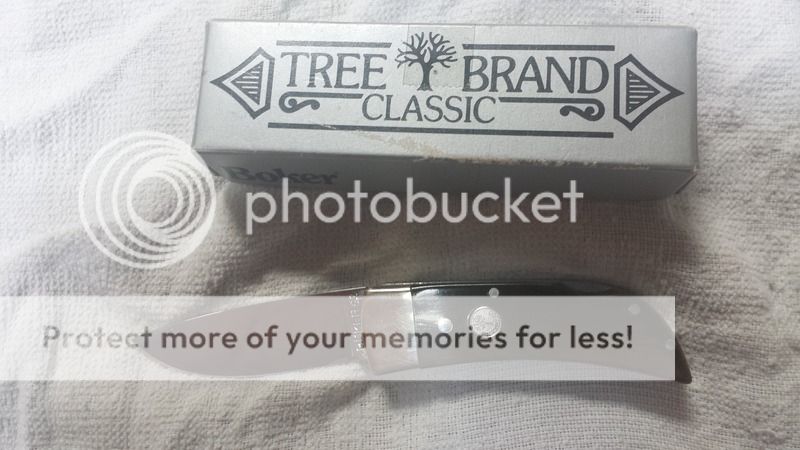 TREE BRAND
CLASSIC
Boker
photobucket
Protect more of your memories for less!